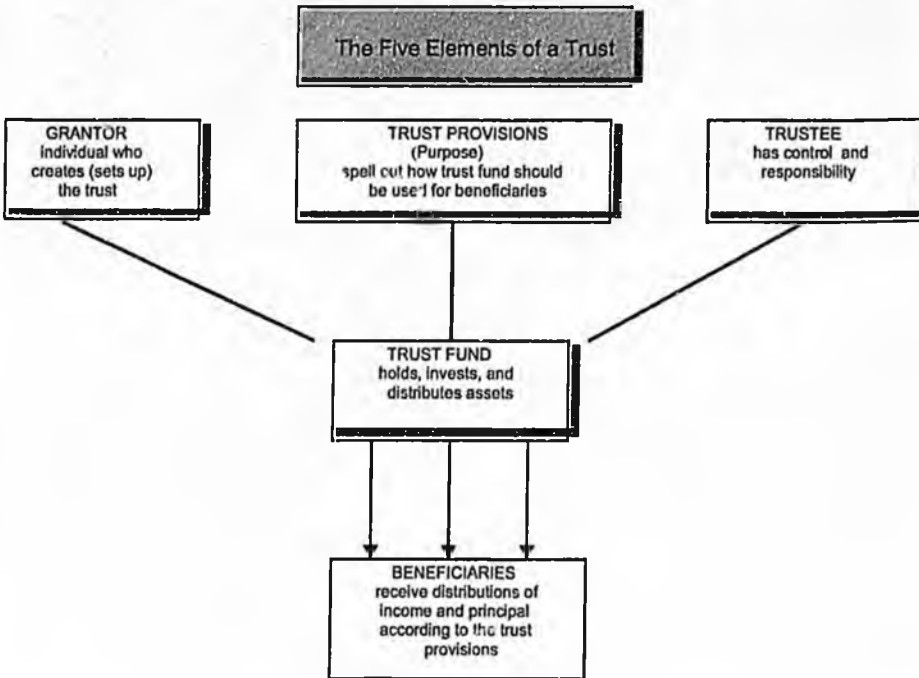 The Five Elements of a Trust
GRANTOR
individual who
creates (sets up)
the trust
TRUST PROVISIONS
(Purpose)
spell out how trust fund should
be used for beneficiaries
TRUSTEE
has control and
responsibility
TRUST FUND
holds, invests, and
distributes assets
BENEFICIARIES
receive distributions of
income and principal
according to the trust
provisions